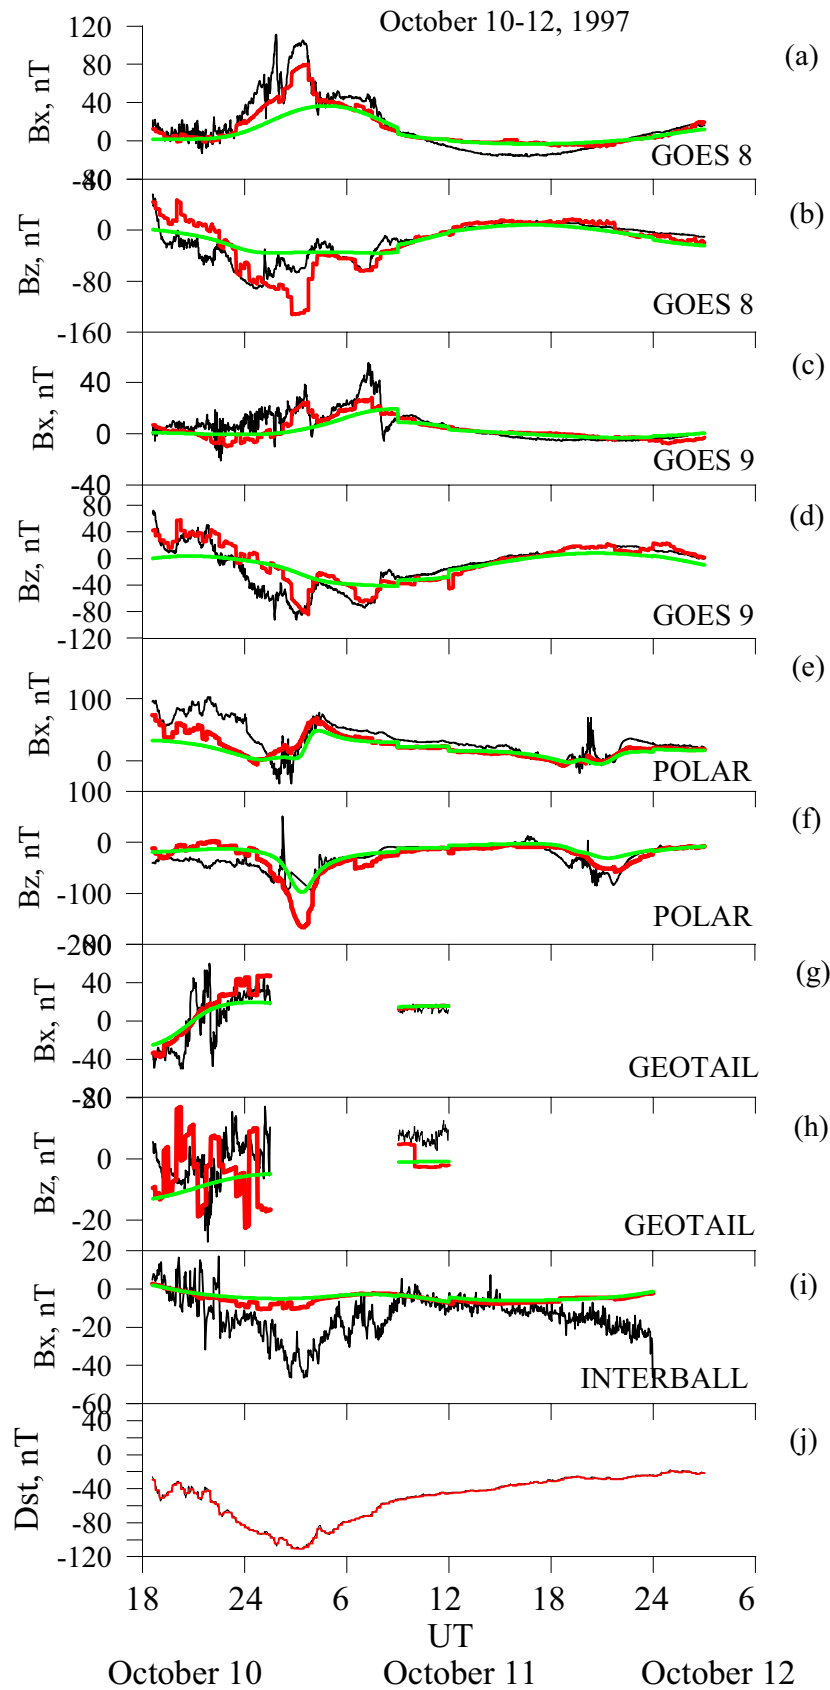 October 10-12, 1997
120
80
40
0
-40
Bx, nT
(a)
GOES 8
80
0
-80
-160
Bz, nT
(b)
GOES 8
40
0
-40
Bx, nT
(c)
GOES 9
80
40
0
-40
-80
-120
Bz, nT
(d)
GOES 9
100
0
Bx, nT
(e)
POLAR
100
0
-100
-200
Bz, nT
(f)
POLAR
80
40
0
-40
-80
Bx, nT
(g)
GEOTAIL
20
0
-20
Bz, nT
(h)
GEOTAIL
20
0
-20
-40
-60
Bx, nT
(i)
INTERBALL
40
0
-40
-80
-120
Dst, nT
(j)
18 24 6 12 18 24 6
UT
October 10 October 11 October 12